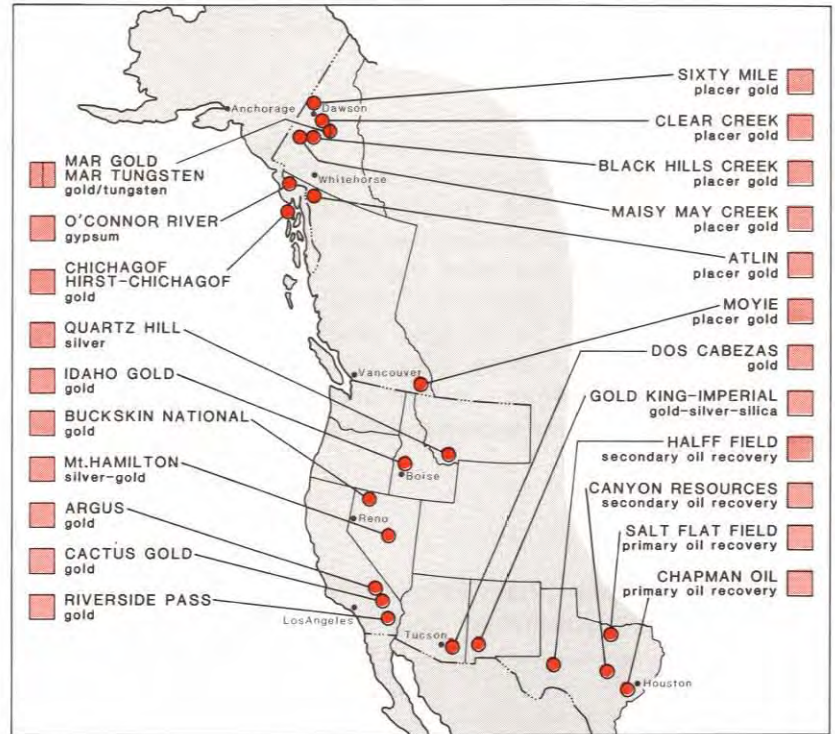 MAR GOLD
MAR TUNGSTEN
gold/tungsten
O'CONNOR RIVER
gypsum
CHICHAGOF
HIRST-CHICHAGOF
gold
QUARTZ HILL
silver
IDAHO GOLD
gold
BUCKSKIN NATIONAL
gold
Mt.HAMILTON
silver-gold
ARGUS
gold
CACTUS GOLD
gold
RIVERSIDE PASS
gold
Anchorage
Dawson
Whitehorse
Vancouver
Boise
Reno
LosAngeles
Tucson
Houston
SIXTY MILE
placer gold
CLEAR CREEK
placer gold
BLACK HILLS CREEK
placer gold
MAISY MAY CREEK
placer gold
ATLIN
placer gold
MOYIE
placer gold
DOS CABEZAS
gold
GOLD KING-IMPERIAL
gold-silver-silica
HALFF FIELD
secondary oil recovery
CANYON RESOURCES
secondary oil recovery
SALT FLAT FIELD
primary oil recovery
CHAPMAN OIL
primary oil recovery